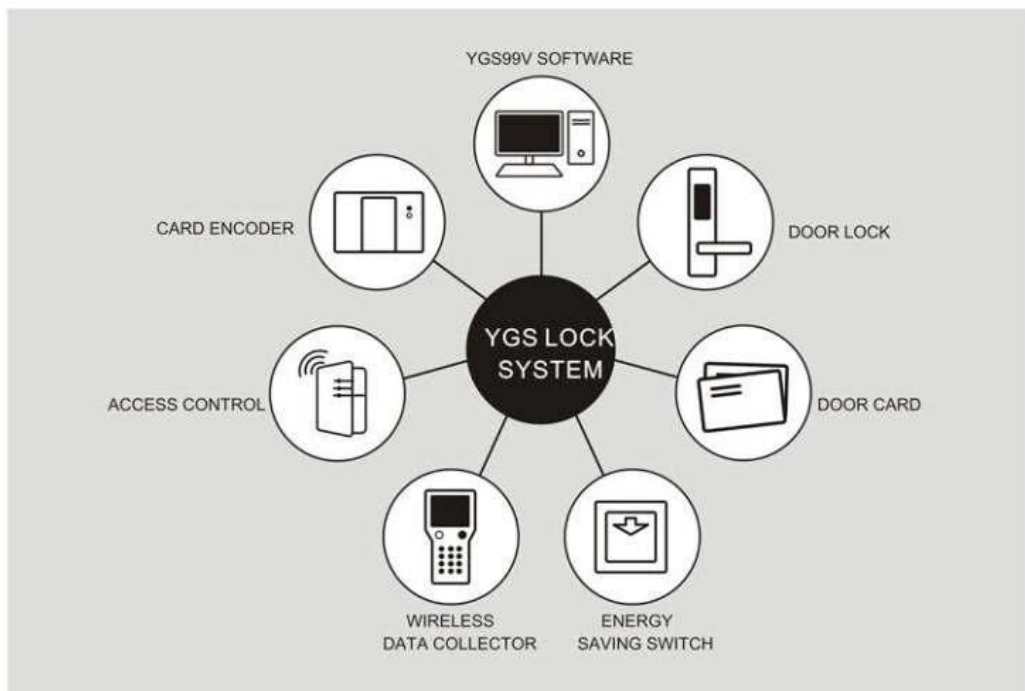 YGS99V SOFTWARE
CARD ENCODER
DOOR LOCK
YGS LOCK
SYSTEM
ACCESS CONTROL
DOOR CARD
WIRELESS
DATA COLLECTOR
ENERGY
SAVING SWITCH